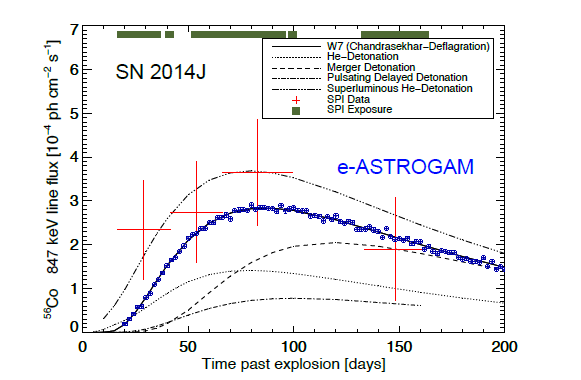 7
6
5
4
3
2
1
0
SN 2014J
W7 (Chandrasekhar-Deflagration)
He-Detonation
Merger Detonation
Pulsating Delayed Detonation
Superluminous He-Detonation
SPI Data
SPI Exposure
e-ASTROGAM
⁵⁶Co 847 keV line flux [10⁻⁴ ph cm⁻² s⁻¹]
0 50 100 150 200
Time past explosion [days]